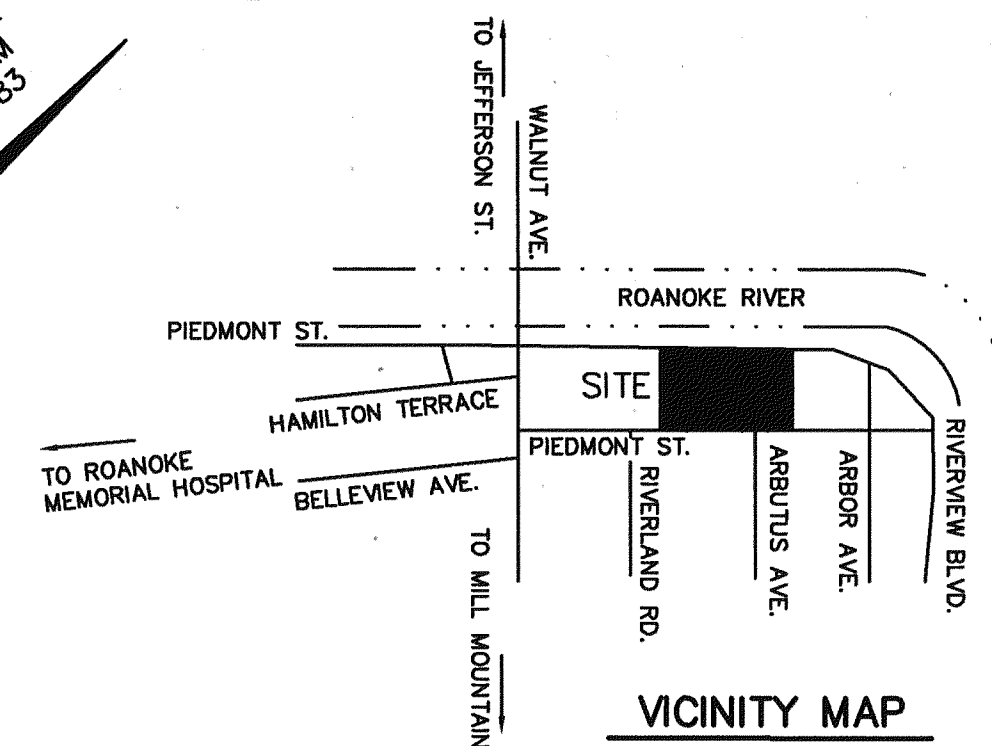 M
83
TO JEFFERSON ST.
WALNUT AVE.
ROANOKE RIVER
PIEDMONT ST.
SITE
HAMILTON TERRACE
PIEDMONT ST.
TO ROANOKE
MEMORIAL HOSPITAL
BELLEVIEW AVE.
RIVERLAND RD.
ARBUTUS AVE.
ARBOR AVE.
RIVERVIEW BLVD.
TO MILL MOUNTAIN
VICINITY MAP